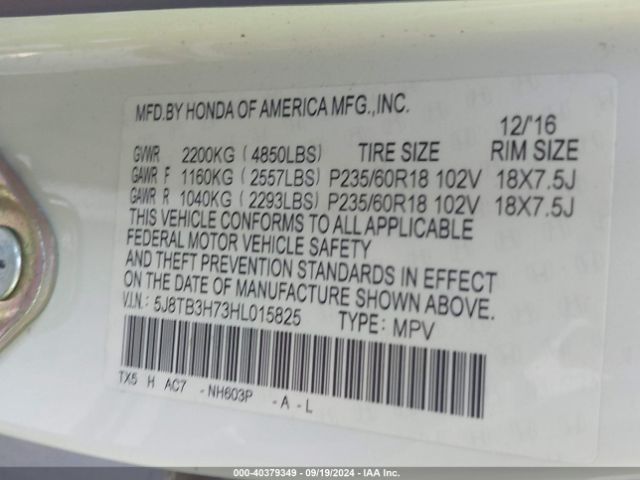 MFD.BY HONDA OF AMERICA MFG.,INC.
12/'16
GVWR 2200KG (4850LBS) TIRE SIZE RIM SIZE
GAWR F 1160KG (2557LBS) P235/60R18 102V 18X7.5J
GAWR R 1040KG (2293LBS) P235/60R18 102V 18X7.5J
THIS VEHICLE CONFORMS TO ALL APPLICABLE
FEDERAL MOTOR VEHICLE SAFETY
AND THEFT PREVENTION STANDARDS IN EFFECT
ON THE DATE OF MANUFACTURE SHOWN ABOVE.
V.I.N.: 5J8TB3H73HL015825 TYPE: MPV
TX5 H AC7 -NH603P -A-L
000-40379349 - 09/19/2024 - IAA Inc.